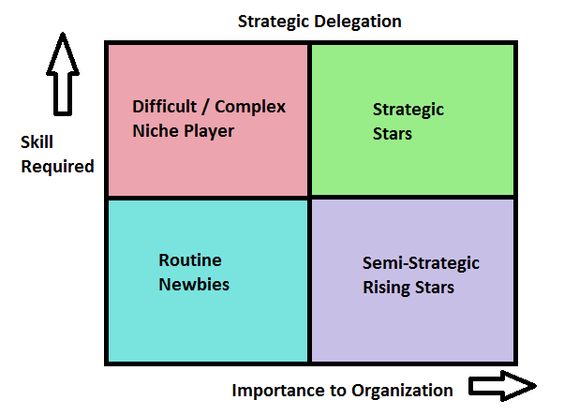 Strategic Delegation
Difficult / Complex
Niche Player
Strategic
Stars
Skill
Required
Routine
Newbies
Semi-Strategic
Rising Stars
Importance to Organization